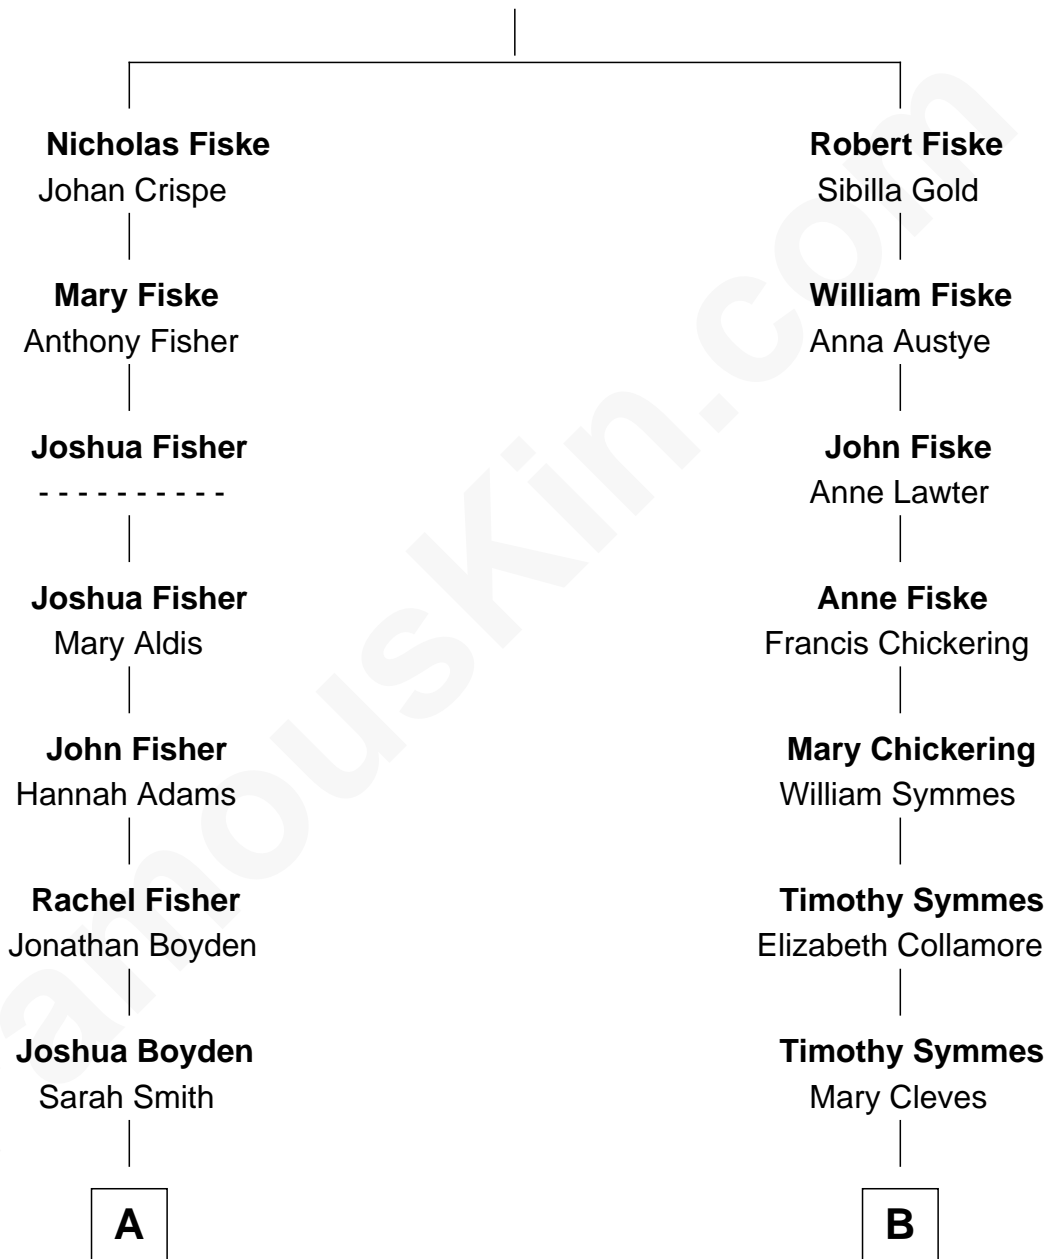 Nicholas Fiske
Johan Crispe
Mary Fiske
Anthony Fisher
Joshua Fisher
- - - - - - - - - -
Joshua Fisher
Mary Aldis
John Fisher
Hannah Adams
Rachel Fisher
Jonathan Boyden
Joshua Boyden
Sarah Smith
A
Robert Fiske
Sibilla Gold
William Fiske
Anna Austye
John Fiske
Anne Lawter
Anne Fiske
Francis Chickering
Mary Chickering
William Symmes
Timothy Symmes
Elizabeth Collamore
Timothy Symmes
Mary Cleves
B
amouskin.com